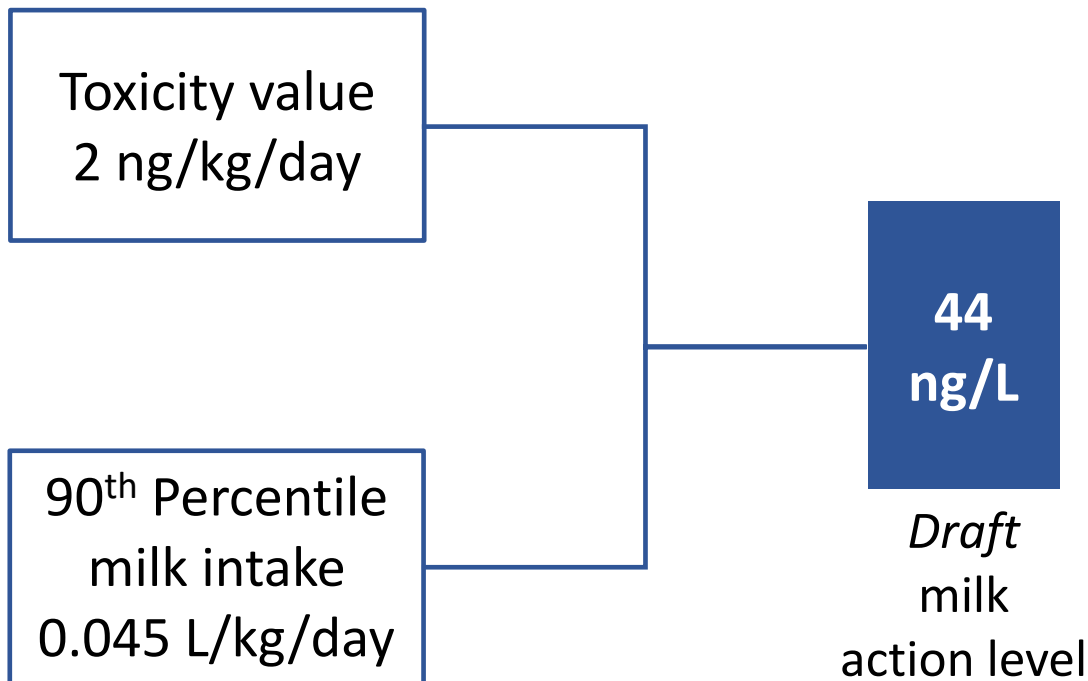 Toxicity value
2 ng/kg/day
90th Percentile
milk intake
0.045 L/kg/day
44
ng/L
Draft
milk
action level